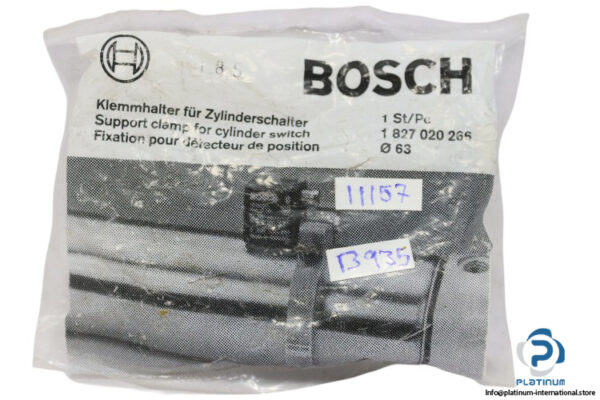 185
BOSCH
Klemmhalter für Zylinderschalter
Support clamp for cylinder switch
Fixation pour détecteur de position
1 St/Pc
1 827 020 266
Ø 63
11157
B935
PLATINUM
Info@platinum-international.store